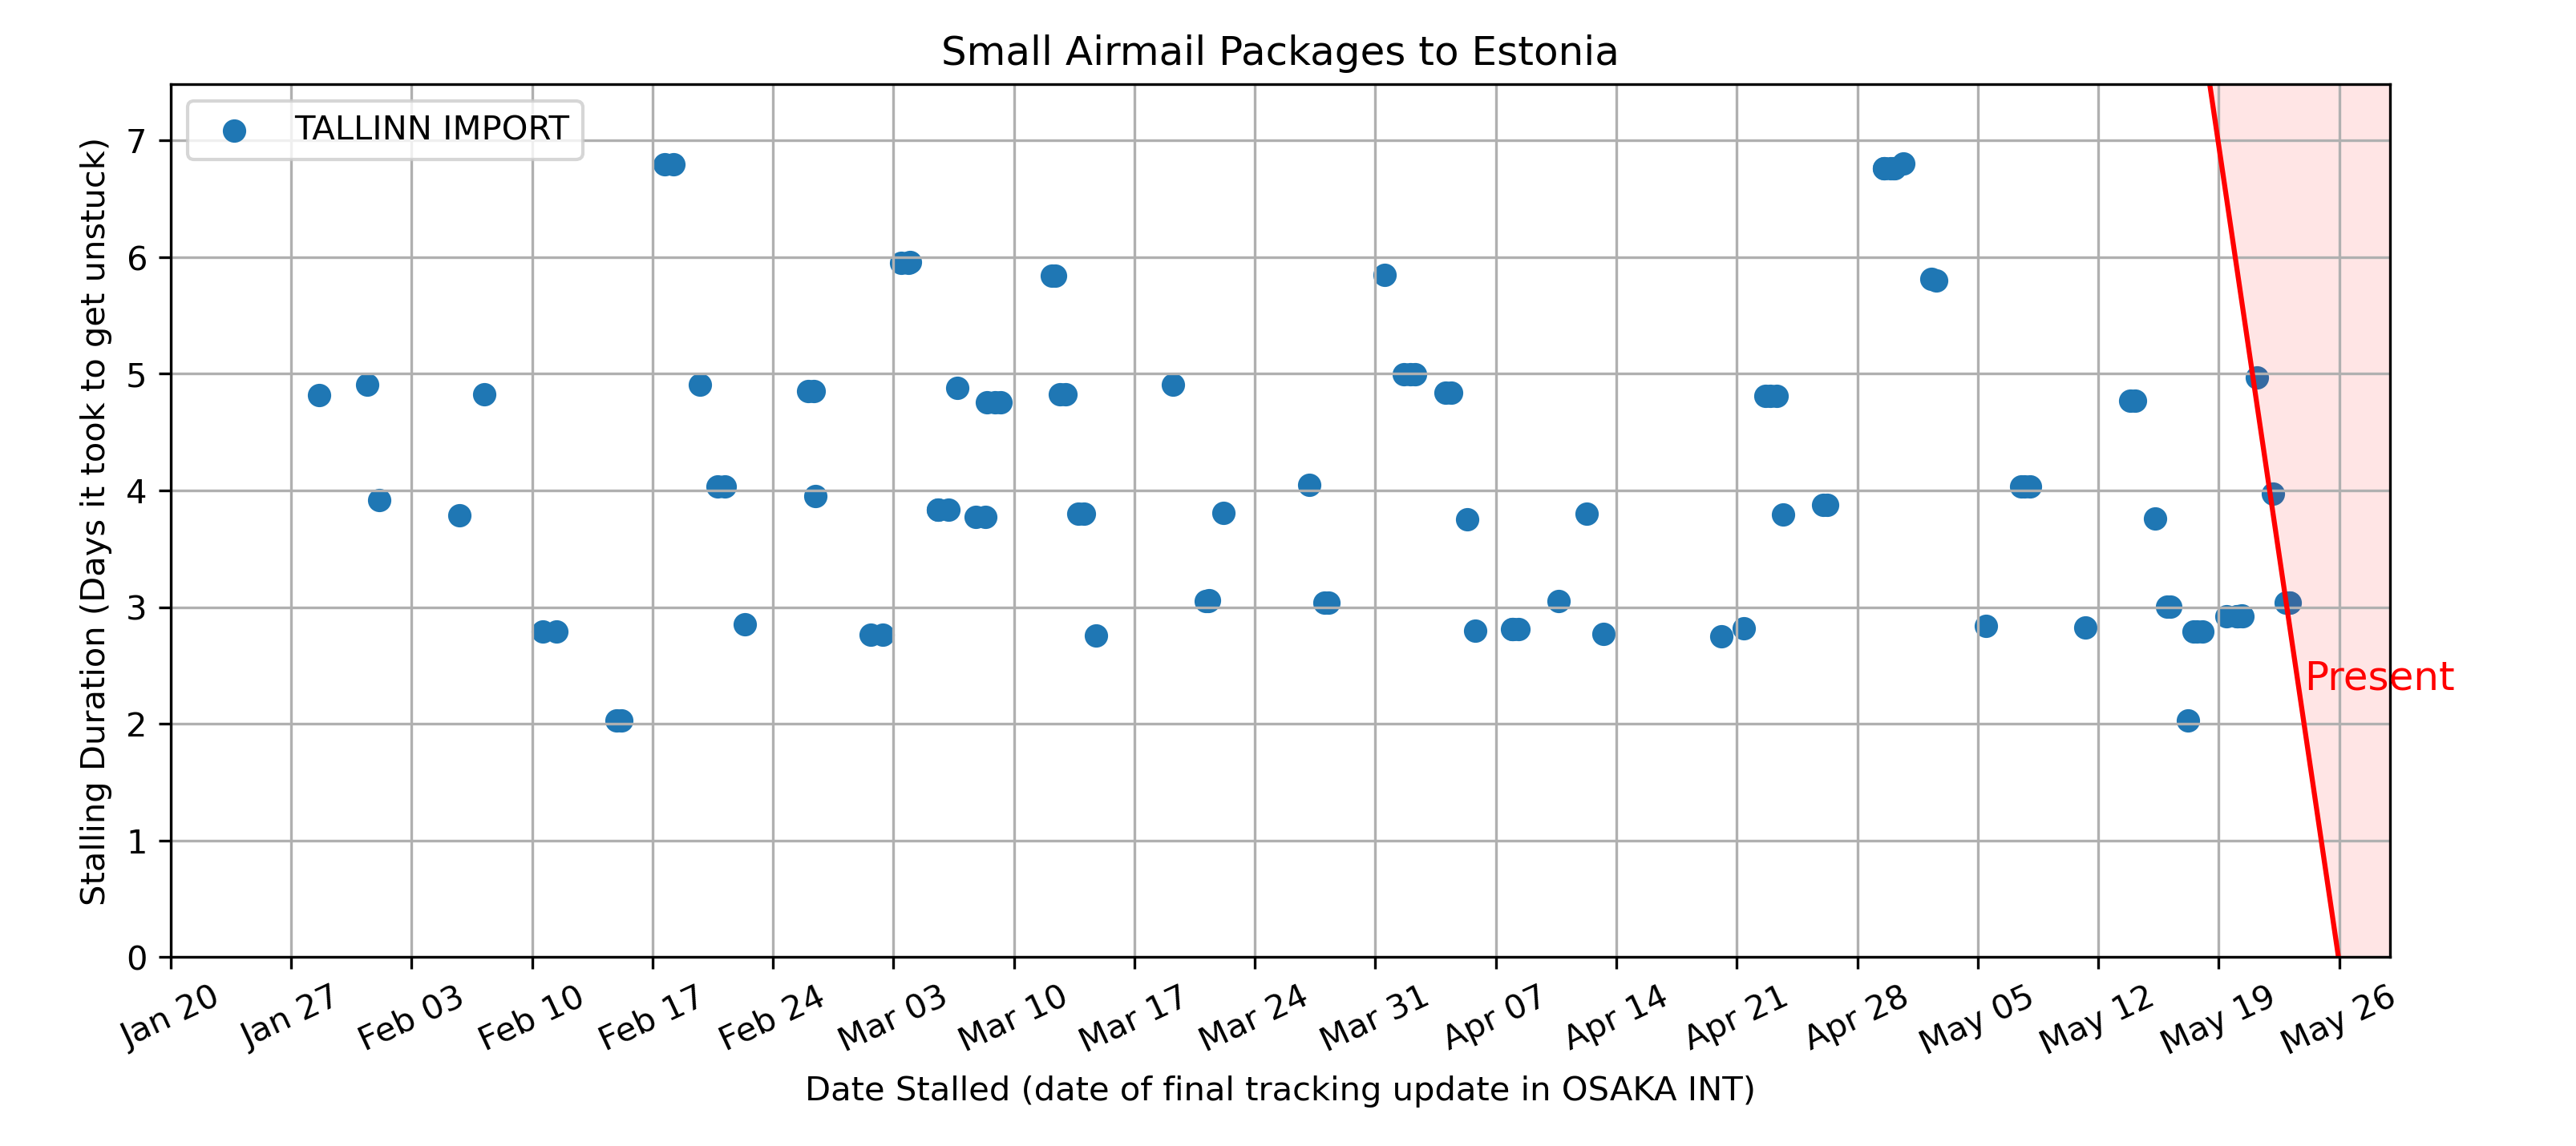 Small Airmail Packages to Estonia
TALLINN IMPORT
Stalling Duration (Days it took to get unstuck)
7
6
5
4
3
2
1
0
Present
Jan 20 Jan 27 Feb 03 Feb 10 Feb 17 Feb 24 Mar 03 Mar 10 Mar 17 Mar 24 Mar 31 Apr 07 Apr 14 Apr 21 Apr 28 May 05 May 12 May 19 May 26
Date Stalled (date of final tracking update in OSAKA INT)